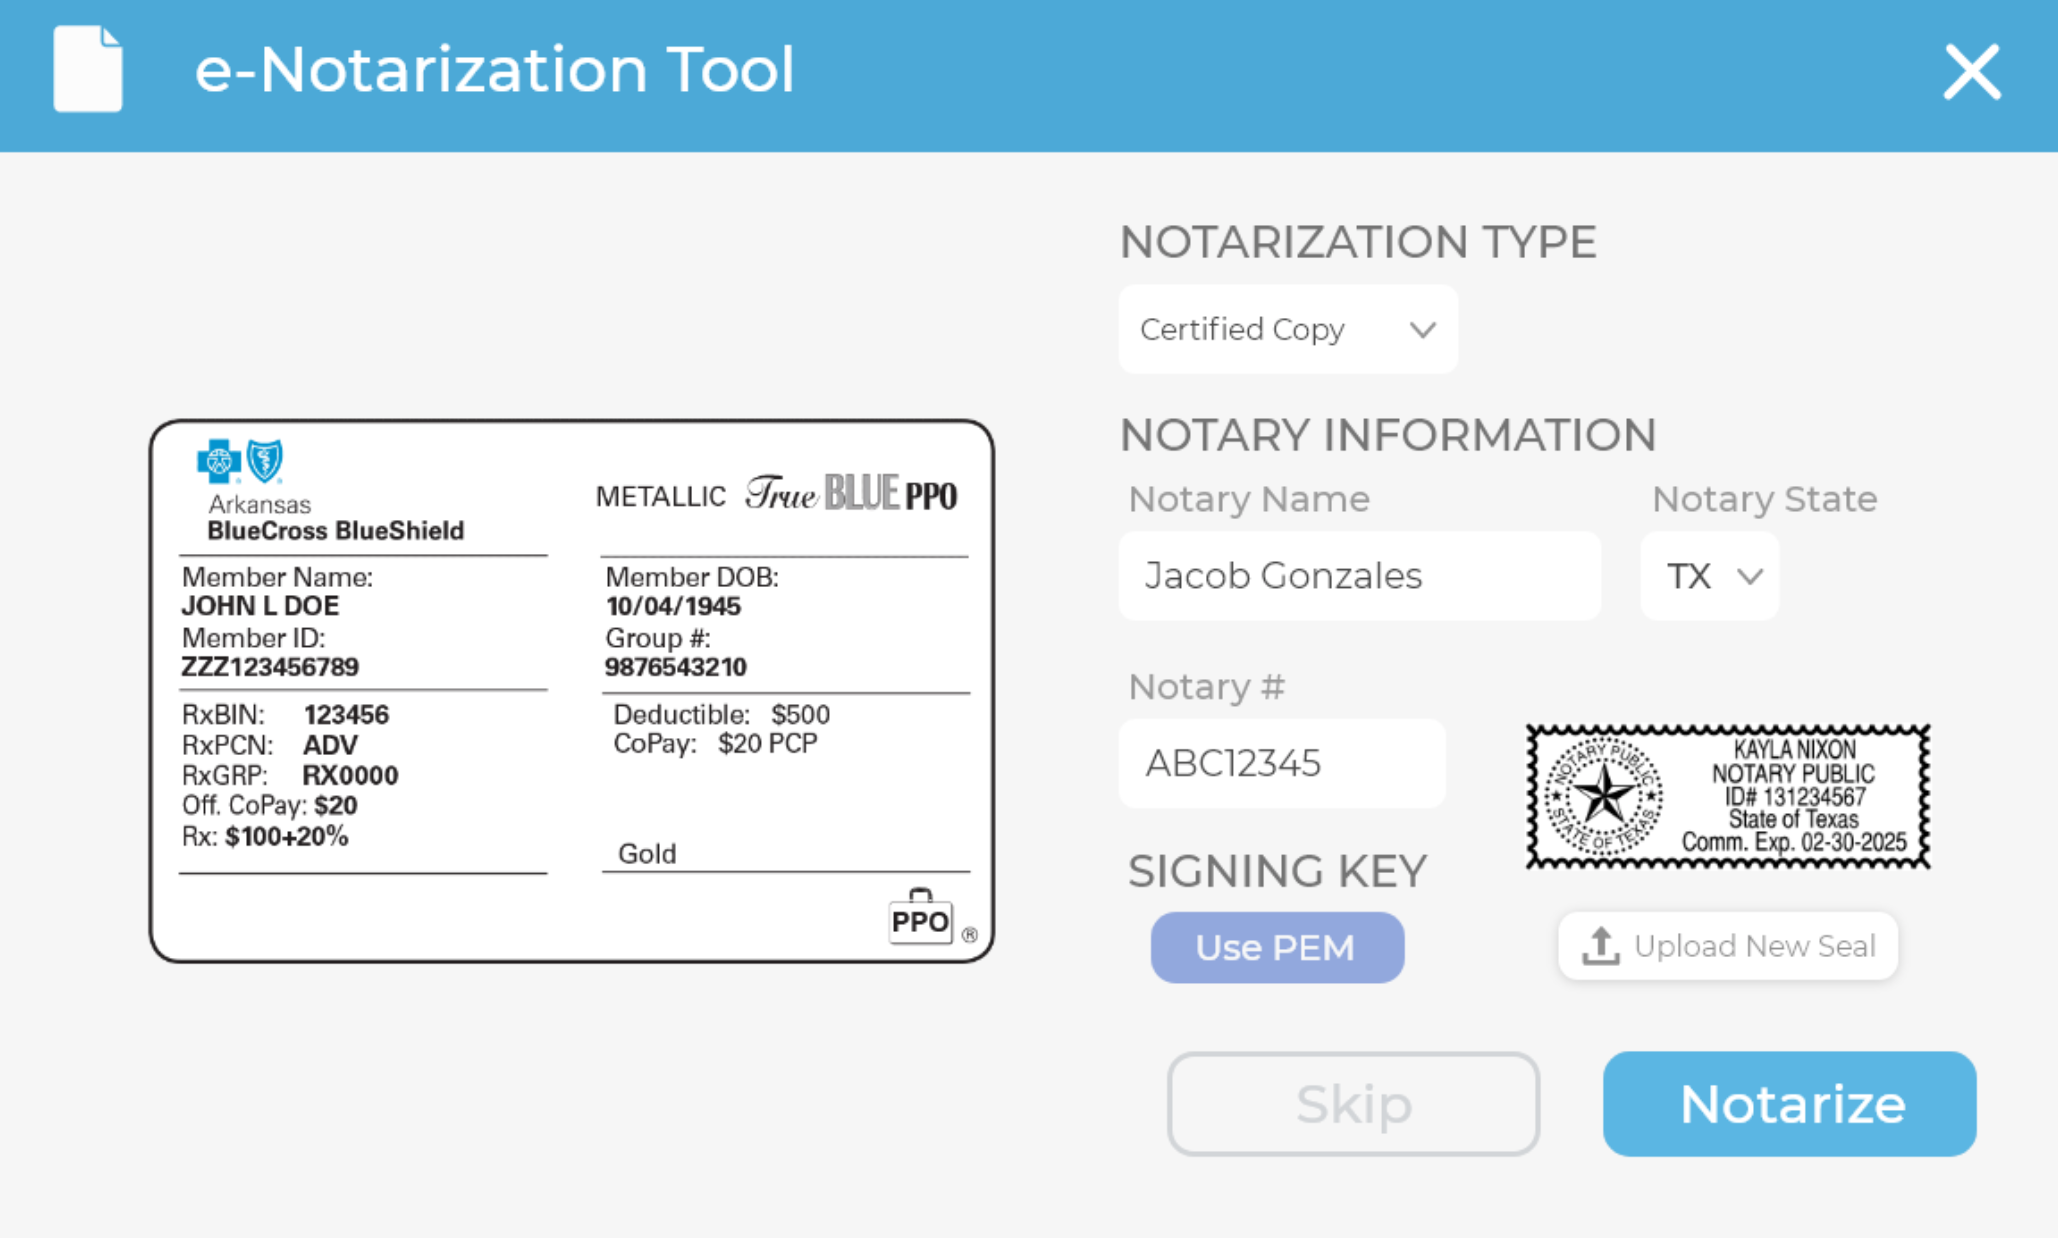 e-Notarization Tool
Arkansas
BlueCross BlueShield
METALLIC True BLUE PPO
Member Name:
JOHN L DOE
Member ID:
ZZZ123456789
Member DOB:
10/04/1945
Group #:
9876543210
RxBIN: 123456
RxPCN: ADV
RxGRP: RX0000
Off. CoPay: $20
Rx: $100+20%
Deductible: $500
CoPay: $20 PCP
Gold
PPO ®
NOTARIZATION TYPE
Certified Copy
NOTARY INFORMATION
Notary Name
Notary State
Jacob Gonzales
TX
Notary #
ABC12345
NOTARY PUBLIC
STATE OF TEXAS
KAYLA NIXON
NOTARY PUBLIC
ID# 131234567
State of Texas
Comm. Exp. 02-30-2025
SIGNING KEY
Use PEM
Upload New Seal
Skip
Notarize